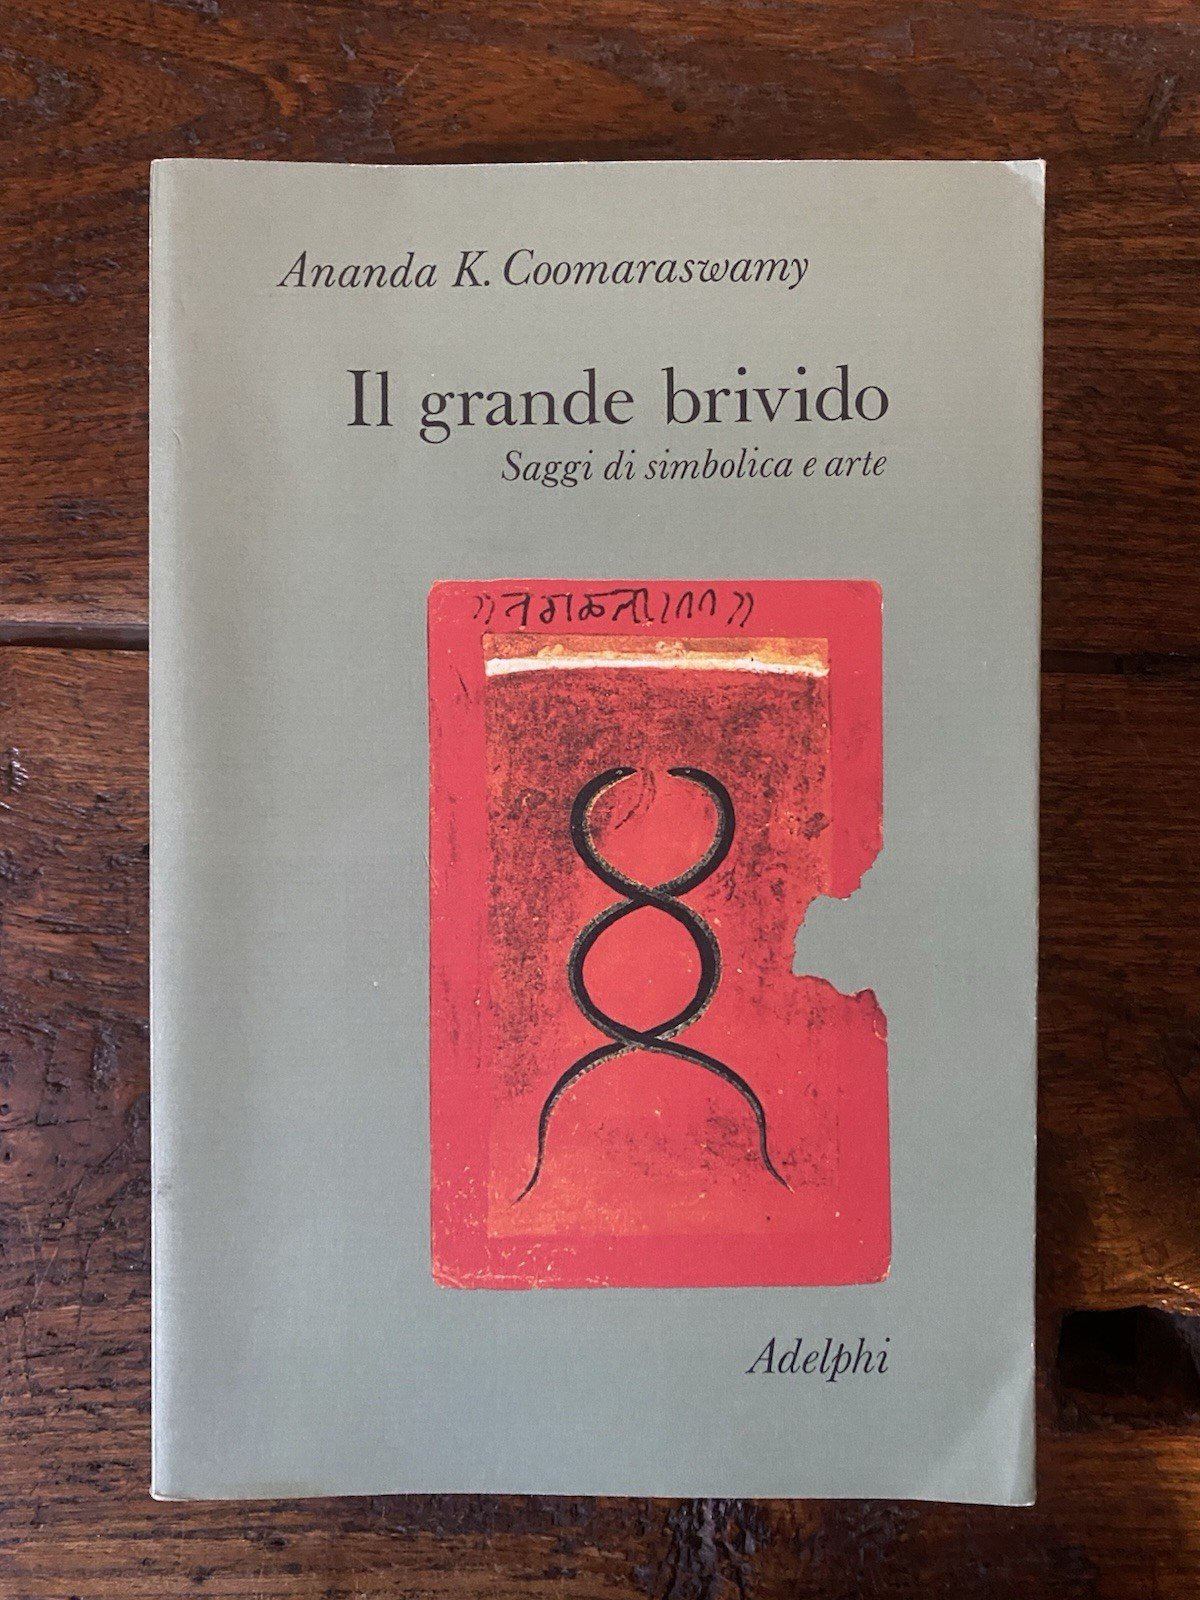 Ananda K. Coomaraswamy
Il grande brivido
Saggi di simbolica e arte
Adelphi